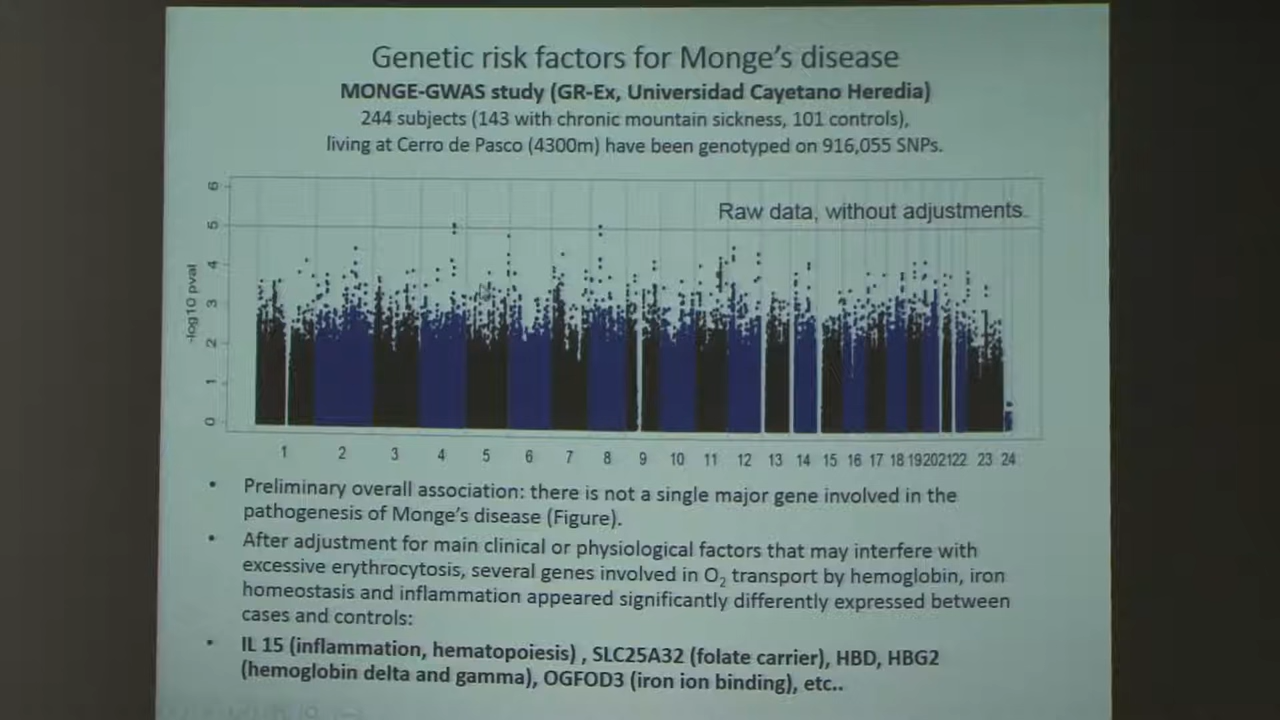 Genetic risk factors for Monge's disease
MONGE-GWAS study (GR-Ex, Universidad Cayetano Heredia)
244 subjects (143 with chronic mountain sickness, 101 controls),
living at Cerro de Pasco (4300m) have been genotyped on 916,055 SNPs.
Raw data, without adjustments
-log10 pval
6
5
4
3
2
1
0
1 2 3 4 5 6 7 8 9 10 11 12 13 14 15 16 17 18 19 20 21 22 23 24
• Preliminary overall association: there is not a single major gene involved in the
pathogenesis of Monge's disease (Figure).
• After adjustment for main clinical or physiological factors that may interfere with
excessive erythrocytosis, several genes involved in O₂ transport by hemoglobin, iron
homeostasis and inflammation appeared significantly differently expressed between
cases and controls:
• IL 15 (inflammation, hematopoiesis) , SLC25A32 (folate carrier), HBD, HBG2
(hemoglobin delta and gamma), OGFOD3 (iron ion binding), etc..